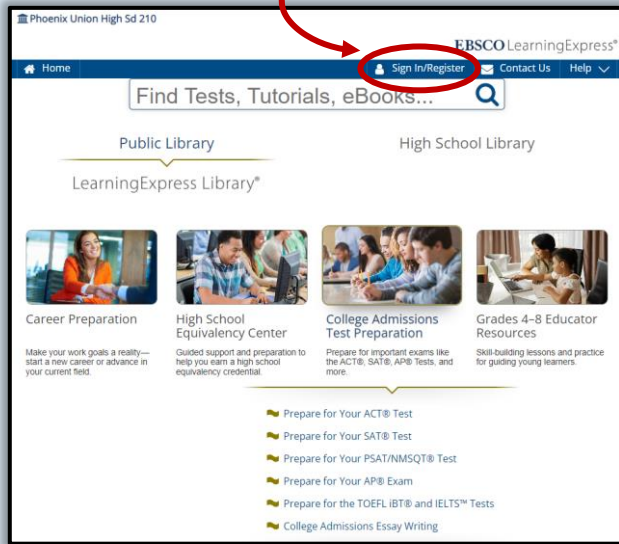 Phoenix Union High Sd 210
EBSCO LearningExpress®
Home Sign In/Register Contact Us Help
Find Tests, Tutorials, eBooks...
Public Library High School Library
LearningExpress Library®
Career Preparation
Make your work goals a reality—
start a new career or advance in
your current field.
High School
Equivalency Center
Guided support and preparation to
help you earn a high school
equivalency credential.
College Admissions
Test Preparation
Prepare for important exams like
the ACT®, SAT®, AP® Tests, and
more.
Grades 4–8 Educator
Resources
Skill-building lessons and practice
for guiding young learners.
Prepare for Your ACT® Test
Prepare for Your SAT® Test
Prepare for Your PSAT/NMSQT® Test
Prepare for Your AP® Exam
Prepare for the TOEFL iBT® and IELTS™ Tests
College Admissions Essay Writing